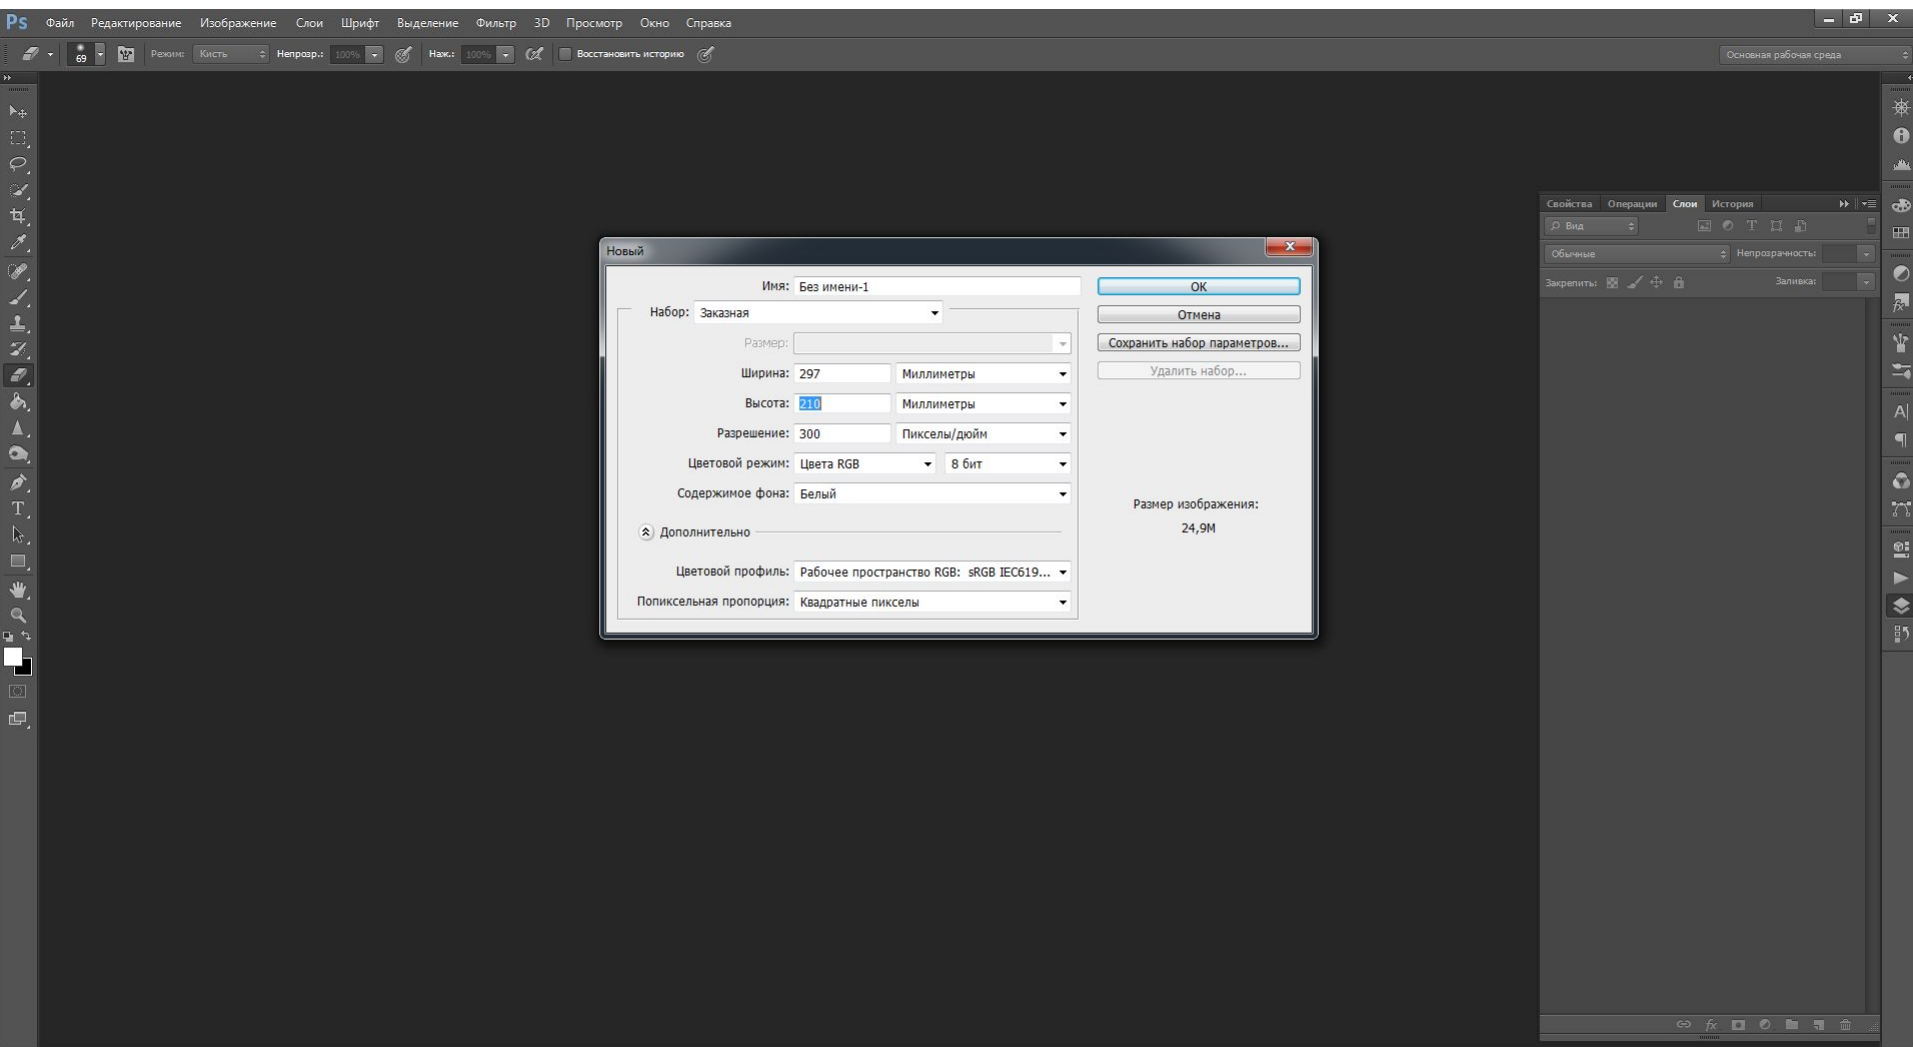 Ps Файл Редактирование Изображение Слои Шрифт Выделение Фильтр 3D Просмотр Окно Справка
69 Режим: Кисть Непрозр.: 100% Наж.: 100% Восстановить историю Основная рабочая среда
Свойства Операции Слои История
Вид
Обычные Непрозрачность:
Закрепить: Заливка:
Новый
Имя: Без имени-1 ОК
Набор: Заказная Отмена
Размер: Сохранить набор параметров...
Ширина: 297 Миллиметры Удалить набор...
Высота: 210 Миллиметры
Разрешение: 300 Пикселы/дюйм
Цветовой режим: Цвета RGB 8 бит
Содержимое фона: Белый
Размер изображения:
24,9M
Дополнительно
Цветовой профиль: Рабочее пространство RGB: sRGB IEC619...
Попиксельная пропорция: Квадратные пикселы